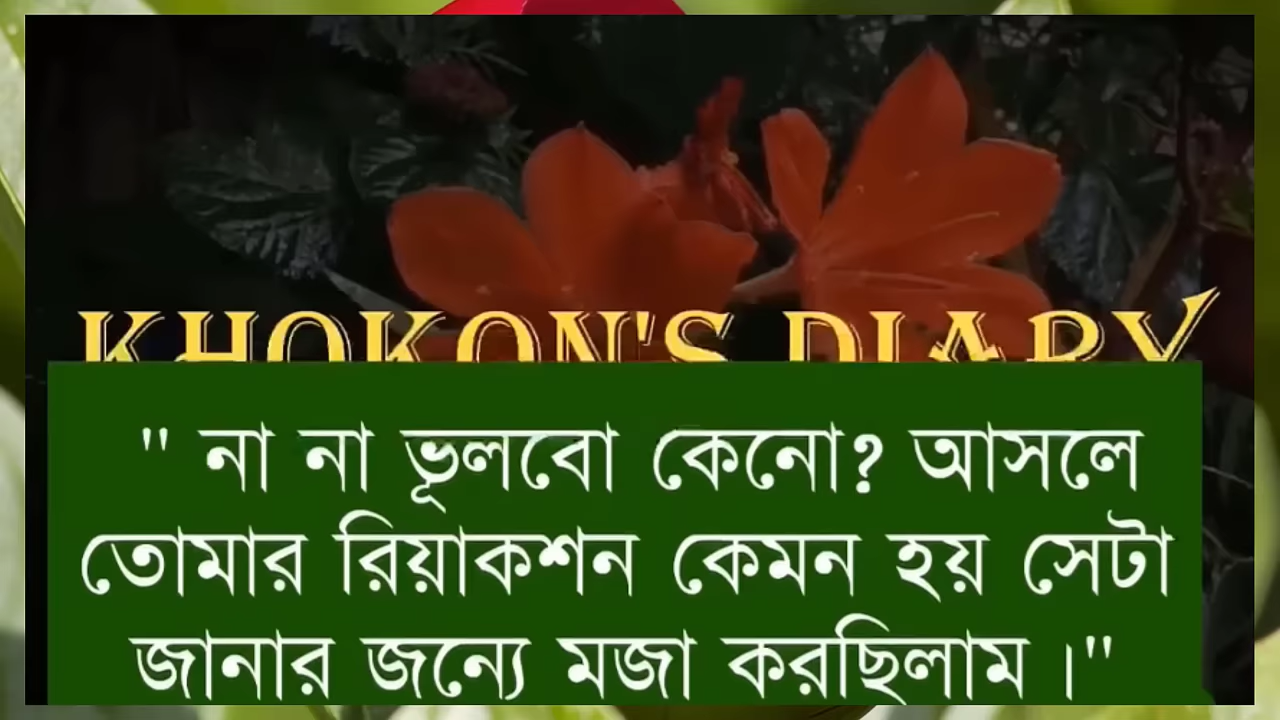 KHOKON'S DIARY
" না না ভূলবো কেনো? আসলে
তোমার রিয়াকশন কেমন হয় সেটা
জানার জন্যে মজা করছিলাম ।"